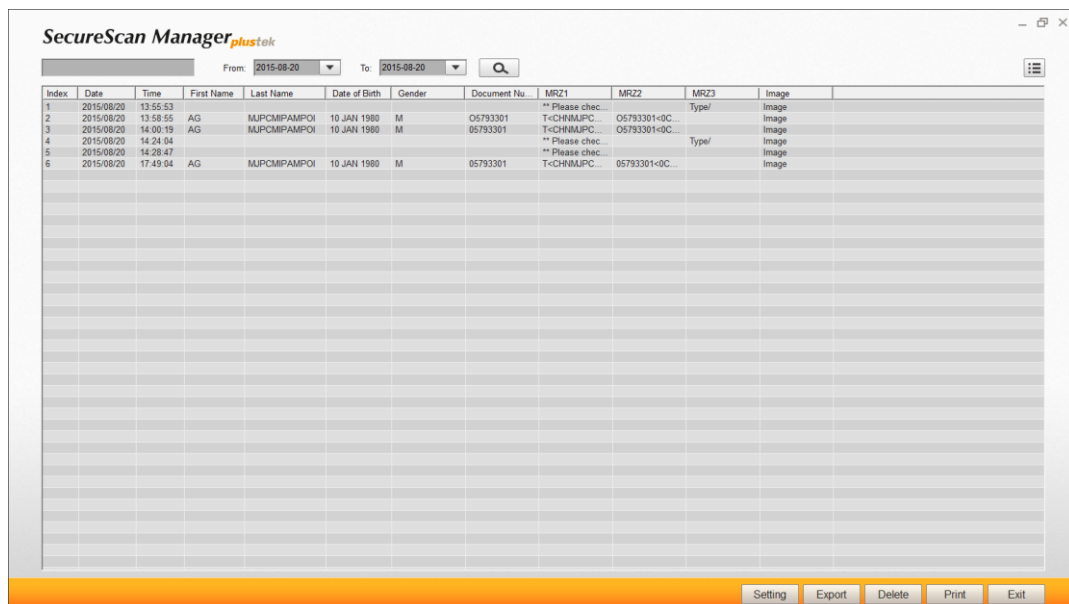 SecureScan Manager plustek
From: 2015-08-20 To: 2015-08-20
Index Date Time First Name Last Name Date of Birth Gender Document Nu... MRZ1 MRZ2 MRZ3 Image
1 2015/08/20 13:55:53 ** Please chec... Type/ Image
2 2015/08/20 13:58:55 AG MJPCMIPAMPOI 10 JAN 1980 M O5793301 T<CHNMJPC... O5793301<0C... Image
3 2015/08/20 14:00:19 AG MJPCMIPAMPOI 10 JAN 1980 M 05793301 T<CHNMJPC... O5793301<0C... Image
4 2015/08/20 14:24:04 ** Please chec... Type/ Image
5 2015/08/20 14:28:47 ** Please chec... Image
6 2015/08/20 17:49:04 AG MJPCMIPAMPOI 10 JAN 1980 M 05793301 T<CHNMJPC... 05793301<0C... Image
Setting Export Delete Print Exit